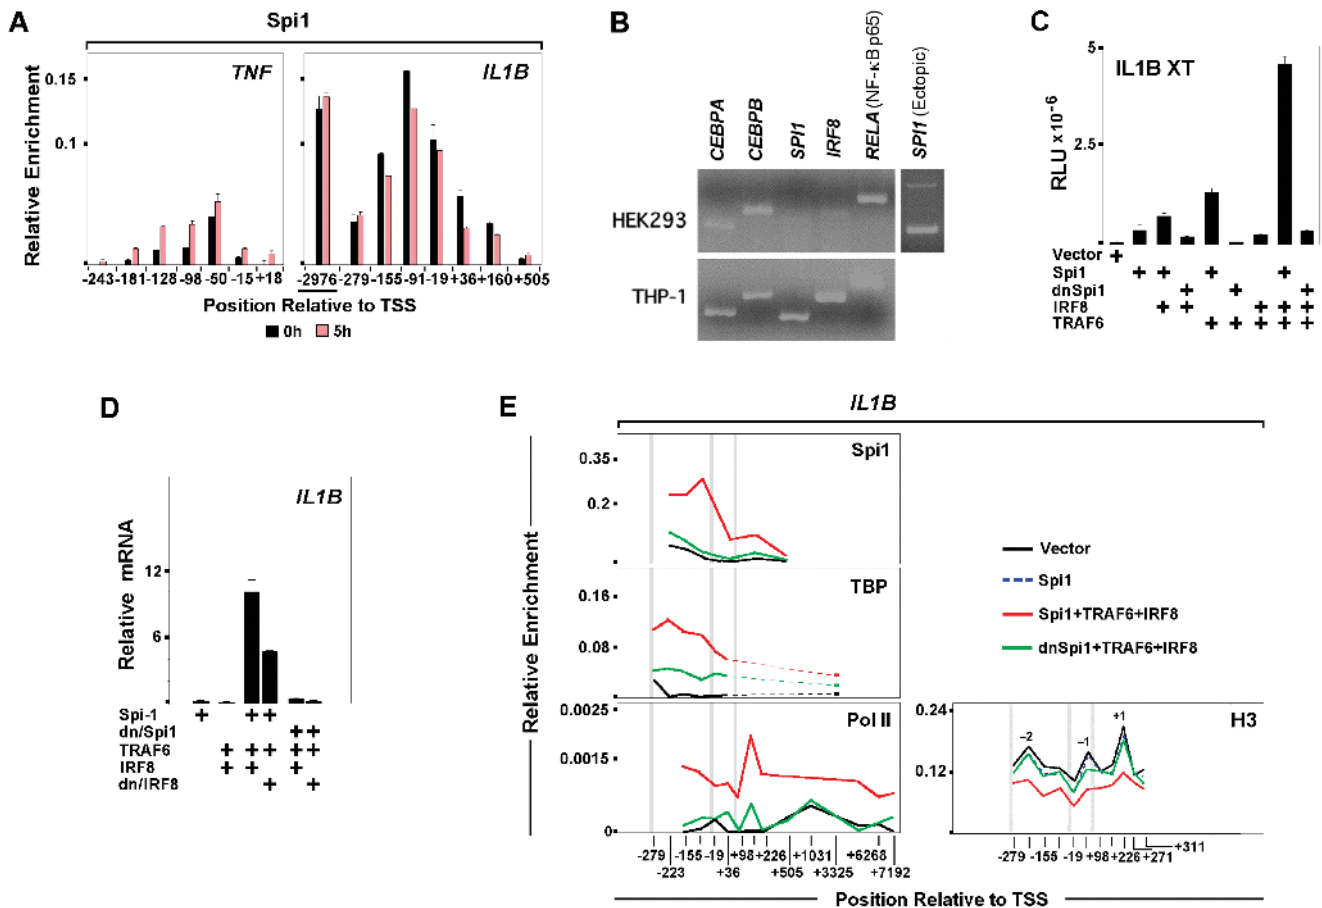 A
Spi1
TNF
IL1B
0.15
0.1
Relative Enrichment
-243 -181 -128 -98 -50 -15 +18
-2976 -279 -155 -91 -19 +36 +160 +505
Position Relative to TSS
0h 5h
B
CEBPA
CEBPB
SPI1
IRF8
RELA (NF-κB p65)
SPI1 (Ectopic)
HEK293
THP-1
C
IL1B XT
5
2.5
0
RLU x 10⁻⁶
Vector +
Spi1 + + + +
dnSpi1 + + +
IRF8 + + + + +
TRAF6 + + + + +
D
IL1B
12
6
Relative mRNA
Spi-1 + + +
dn/Spi1 + +
TRAF6 + + + + +
IRF8 + + +
dn/IRF8 + +
E
IL1B
Relative Enrichment
Spi1
0.35
0.2
TBP
0.16
0.08
Pol II
0.0025
0.0015
0
-279 -155 -19 +98 +226 +1031 +6268
-223 +36 +505 +3325 +7192
Vector
Spi1
Spi1+TRAF6+IRF8
dnSpi1+TRAF6+IRF8
H3
0.24
0.12
0
–2
–1
+1
+311
-279 -155 -19 +98 +226 +271
Position Relative to TSS